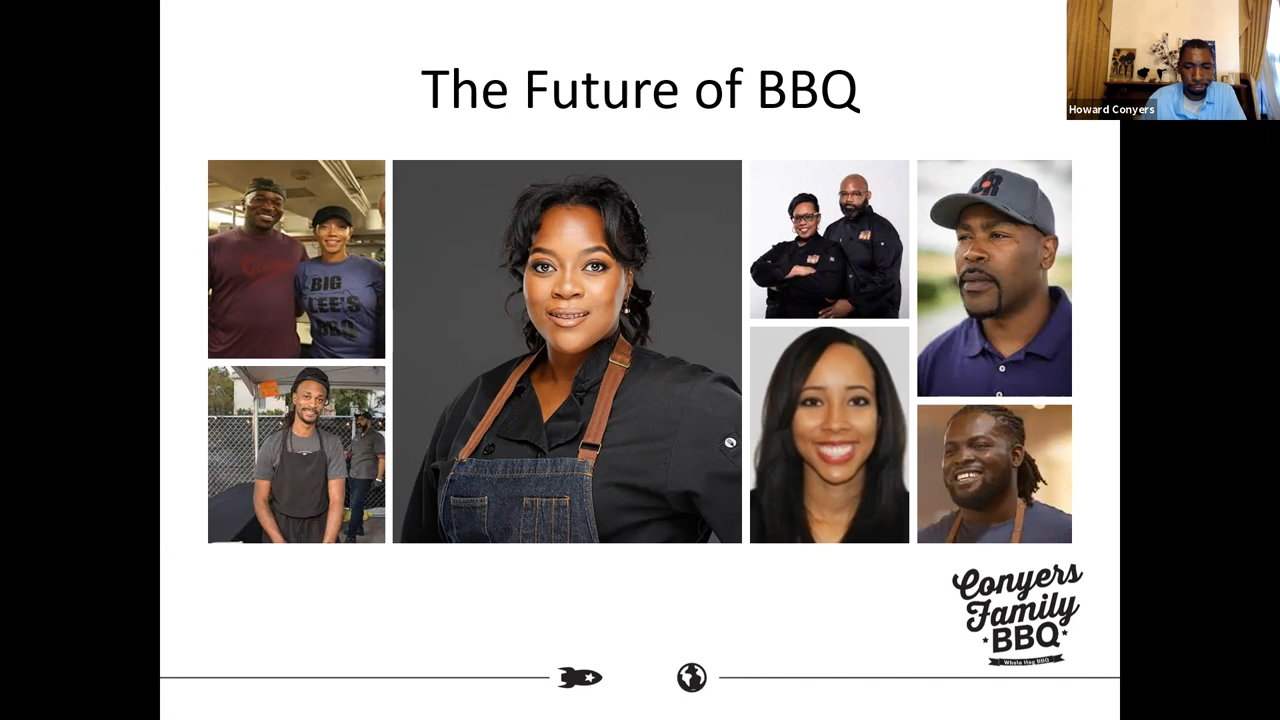 The Future of BBQ
Howard Conyers
BIG
LEE'S
BBQ
Conyers
Family
BBQ
Whole Hog BBQ